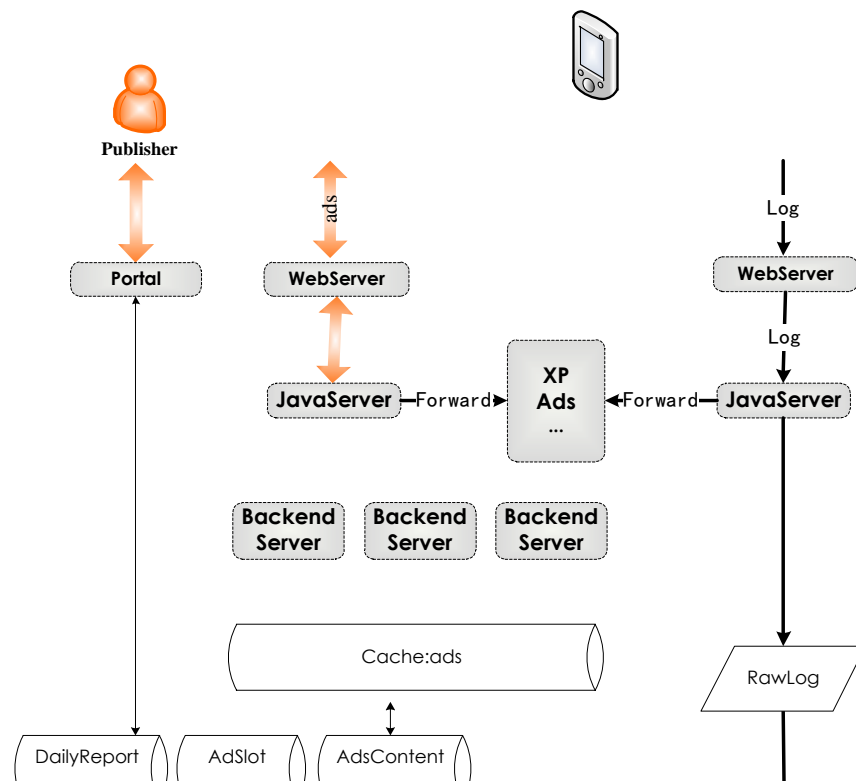 Publisher
ads
Log
Portal
WebServer
WebServer
Log
XP
Ads
...
JavaServer
Forward
Forward
JavaServer
Backend
Server
Backend
Server
Backend
Server
Cache:ads
RawLog
DailyReport
AdSlot
AdsContent